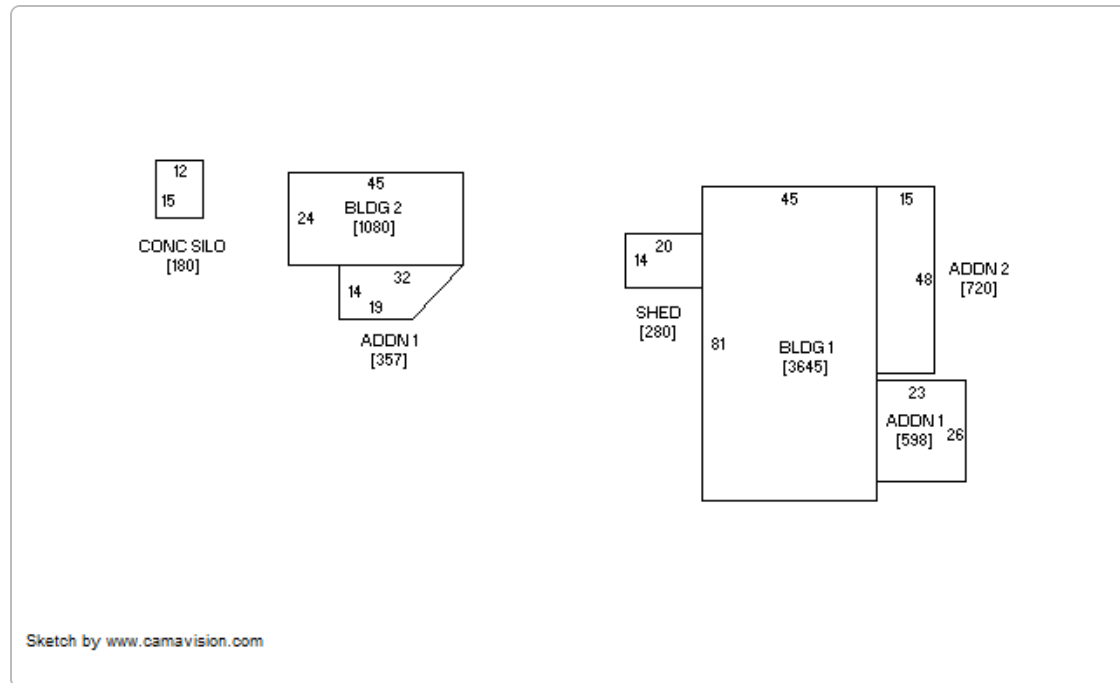 12
15
CONC SILO
[180]
45
24
BLDG 2
[1080]
32
14
19
ADDN 1
[357]
20
14
SHED
[280]
45
81
BLDG 1
[3645]
15
48
ADDN 2
[720]
23
ADDN 1
[598]
26
Sketch by www.camavision.com